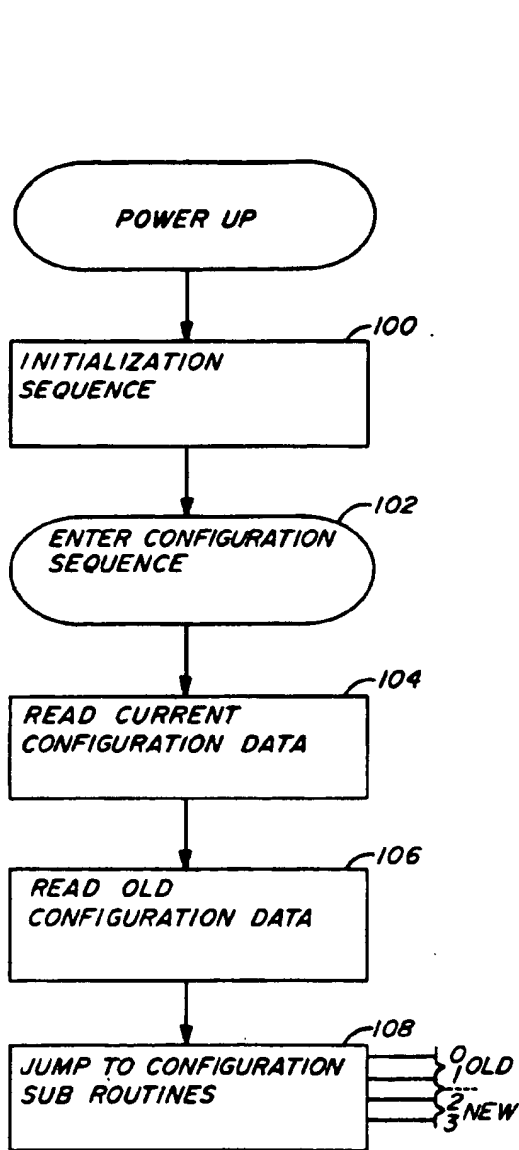 POWER UP
100
INITIALIZATION
SEQUENCE
102
ENTER CONFIGURATION
SEQUENCE
104
READ CURRENT
CONFIGURATION DATA
106
READ OLD
CONFIGURATION DATA
108
JUMP TO CONFIGURATION
SUB ROUTINES
0
1
OLD
2
3
NEW